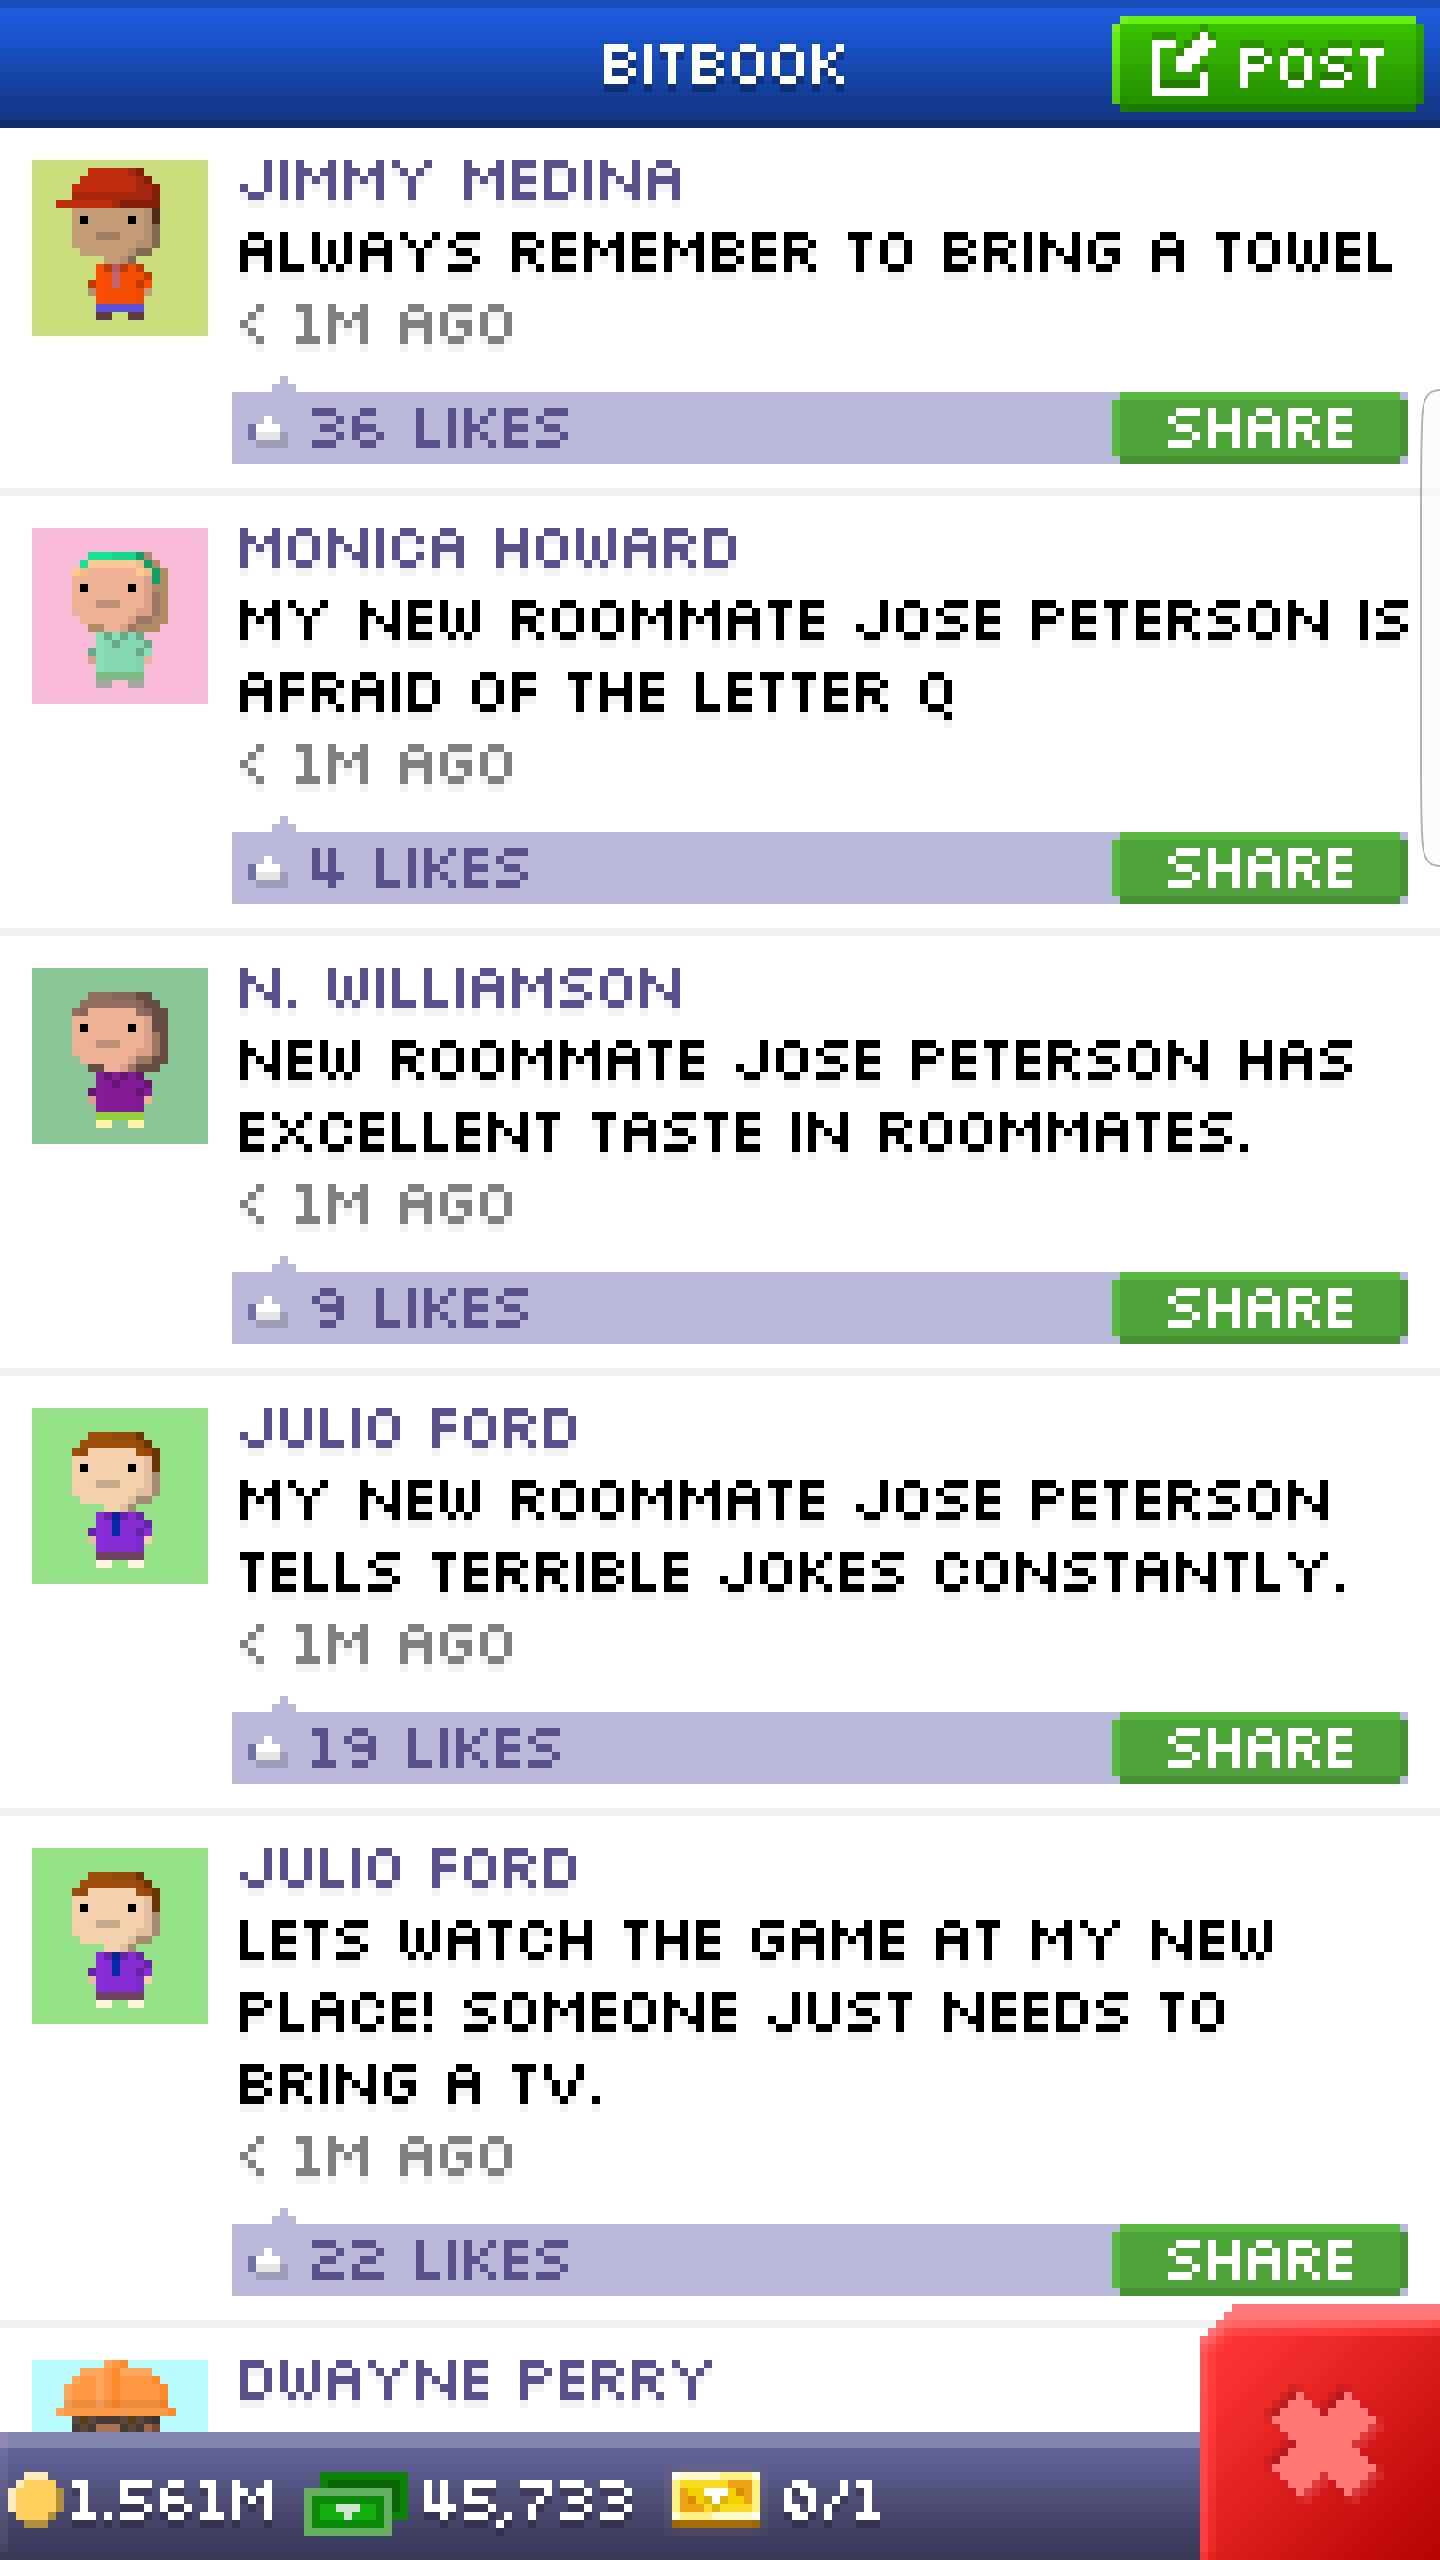 BITBOOK
POST
JIMMY MEDINA
ALWAYS REMEMBER TO BRING A TOWEL
< 1M AGO
36 LIKES
SHARE
MONICA HOWARD
MY NEW ROOMMATE JOSE PETERSON IS
AFRAID OF THE LETTER Q
< 1M AGO
4 LIKES
SHARE
N. WILLIAMSON
NEW ROOMMATE JOSE PETERSON HAS
EXCELLENT TASTE IN ROOMMATES.
< 1M AGO
9 LIKES
SHARE
JULIO FORD
MY NEW ROOMMATE JOSE PETERSON
TELLS TERRIBLE JOKES CONSTANTLY.
< 1M AGO
19 LIKES
SHARE
JULIO FORD
LETS WATCH THE GAME AT MY NEW
PLACE! SOMEONE JUST NEEDS TO
BRING A TV.
< 1M AGO
22 LIKES
SHARE
DWAYNE PERRY
1.561M 45,733 0/1